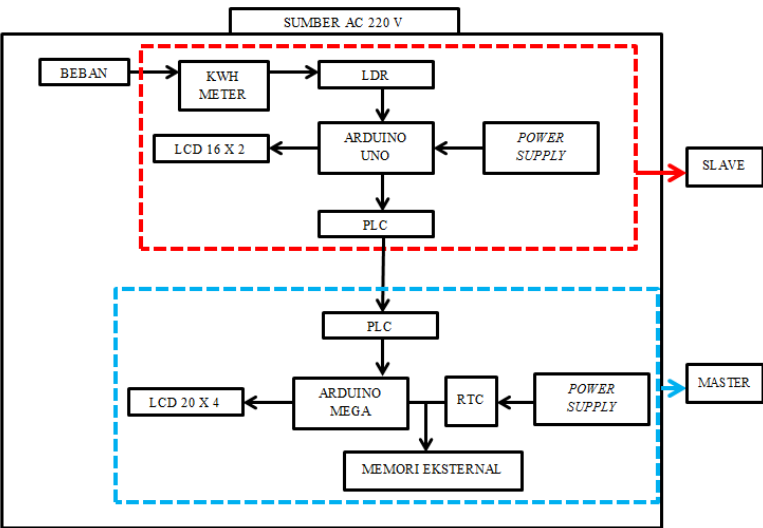 SUMBER AC 220 V
BEBAN
KWH
METER
LDR
LCD 16 X 2
ARDUINO
UNO
POWER
SUPPLY
SLAVE
PLC
PLC
LCD 20 X 4
ARDUINO
MEGA
RTC
POWER
SUPPLY
MASTER
MEMORI EKSTERNAL